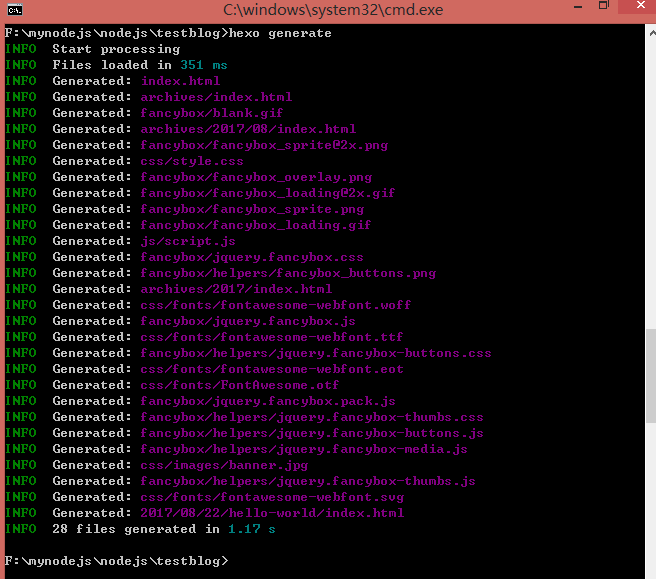 C:\windows\system32\cmd.exe
F:\mynodejs\nodejs\testblog>hexo generate
INFO  Start processing
INFO  Files loaded in 351 ms
INFO  Generated: index.html
INFO  Generated: archives/index.html
INFO  Generated: fancybox/blank.gif
INFO  Generated: archives/2017/08/index.html
INFO  Generated: fancybox/fancybox_sprite@2x.png
INFO  Generated: css/style.css
INFO  Generated: fancybox/fancybox_overlay.png
INFO  Generated: fancybox/fancybox_loading@2x.gif
INFO  Generated: fancybox/fancybox_sprite.png
INFO  Generated: fancybox/fancybox_loading.gif
INFO  Generated: js/script.js
INFO  Generated: fancybox/jquery.fancybox.css
INFO  Generated: fancybox/helpers/fancybox_buttons.png
INFO  Generated: archives/2017/index.html
INFO  Generated: css/fonts/fontawesome-webfont.woff
INFO  Generated: fancybox/jquery.fancybox.js
INFO  Generated: css/fonts/fontawesome-webfont.ttf
INFO  Generated: fancybox/helpers/jquery.fancybox-buttons.css
INFO  Generated: css/fonts/fontawesome-webfont.eot
INFO  Generated: css/fonts/FontAwesome.otf
INFO  Generated: fancybox/jquery.fancybox.pack.js
INFO  Generated: fancybox/helpers/jquery.fancybox-thumbs.css
INFO  Generated: fancybox/helpers/jquery.fancybox-buttons.js
INFO  Generated: fancybox/helpers/jquery.fancybox-media.js
INFO  Generated: css/images/banner.jpg
INFO  Generated: fancybox/helpers/jquery.fancybox-thumbs.js
INFO  Generated: css/fonts/fontawesome-webfont.svg
INFO  Generated: 2017/08/22/hello-world/index.html
INFO  28 files generated in 1.17 s
F:\mynodejs\nodejs\testblog>